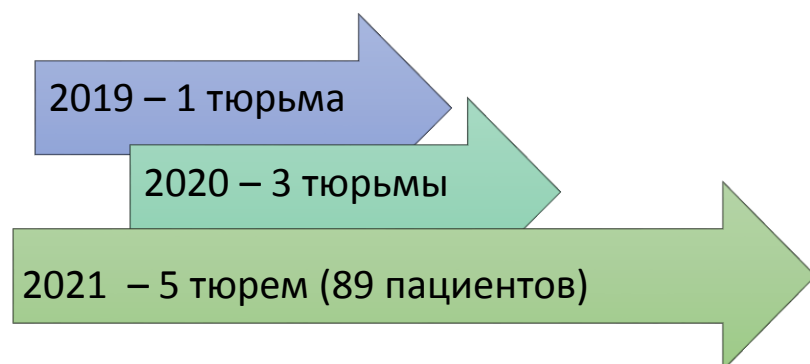 2019 – 1 тюрьма
2020 – 3 тюрьмы
2021 – 5 тюрем (89 пациентов)